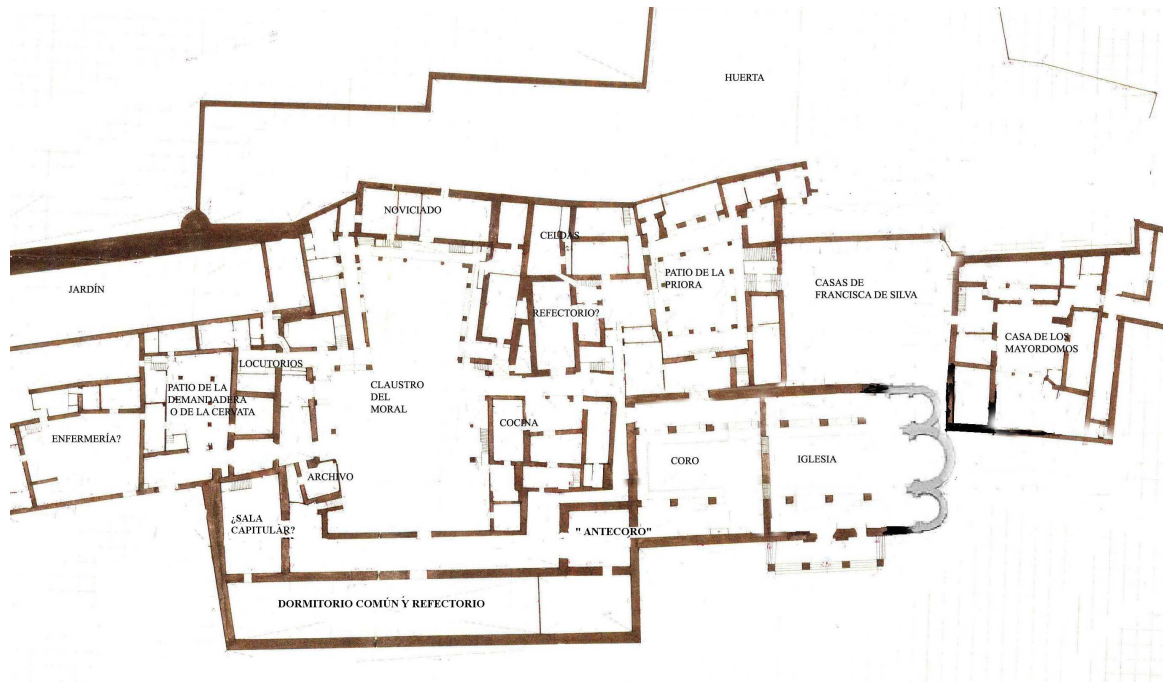 HUERTA
NOVICIADO
CELDAS
PATIO DE LA
PRIORA
CASAS DE
FRANCISCA DE SILVA
JARDÍN
REFECTORIO?
CASA DE LOS
MAYORDOMOS
LOCUTORIOS
PATIO DE LA
DEMANDADERA
O DE LA CERVATA
CLAUSTRO
DEL
MORAL
ENFERMERÍA?
COCINA
CORO
IGLESIA
ARCHIVO
¿SALA
CAPITULAR?
" ANTECORO"
DORMITORIO COMÚN Y REFECTORIO